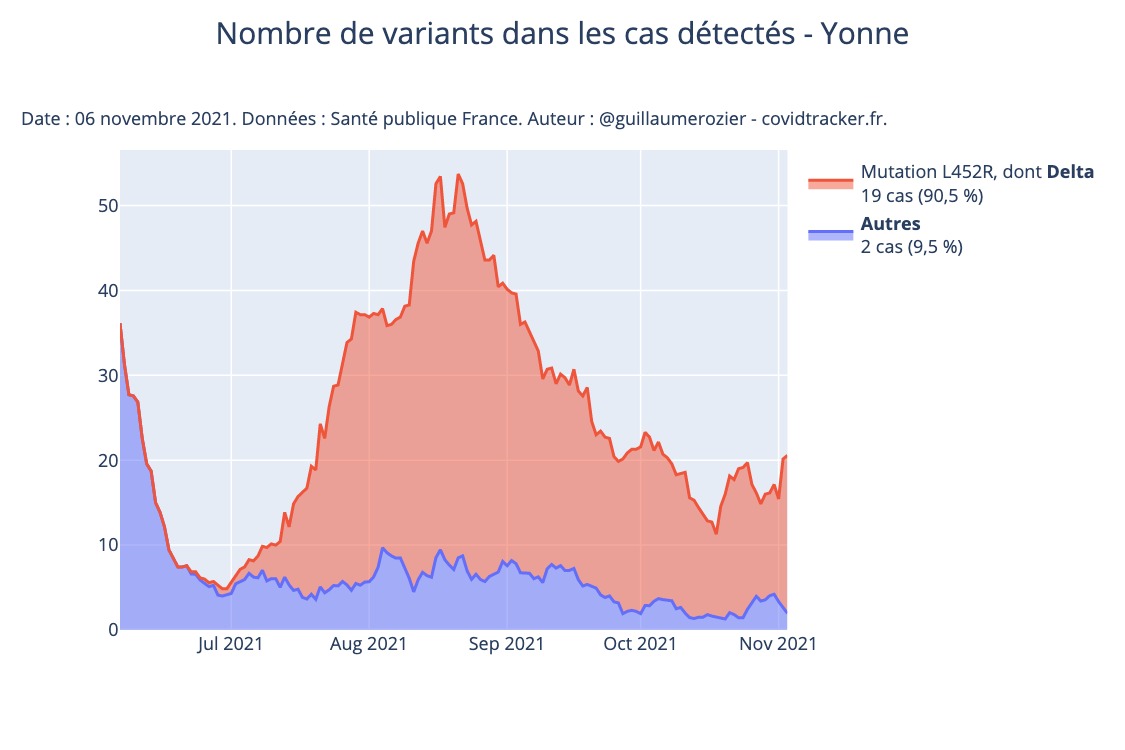 Nombre de variants dans les cas détectés - Yonne
Date : 06 novembre 2021. Données : Santé publique France. Auteur : @guillaumerozier - covidtracker.fr.
Mutation L452R, dont Delta
19 cas (90,5 %)
Autres
2 cas (9,5 %)
50
40
30
20
10
0
Jul 2021 Aug 2021 Sep 2021 Oct 2021 Nov 2021